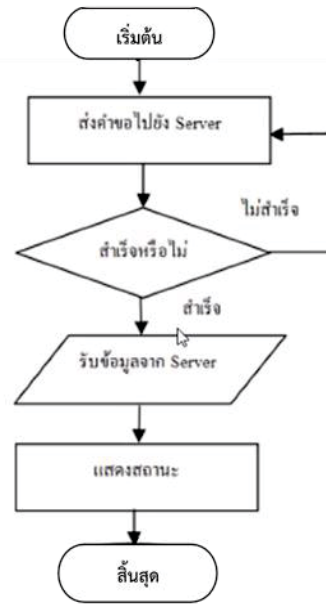 เริ่มต้น
ส่งคำขอไปยัง Server
ไม่สำเร็จ
สำเร็จหรือไม่
สำเร็จ
รับข้อมูลจาก Server
แสดงสถานะ
สิ้นสุด